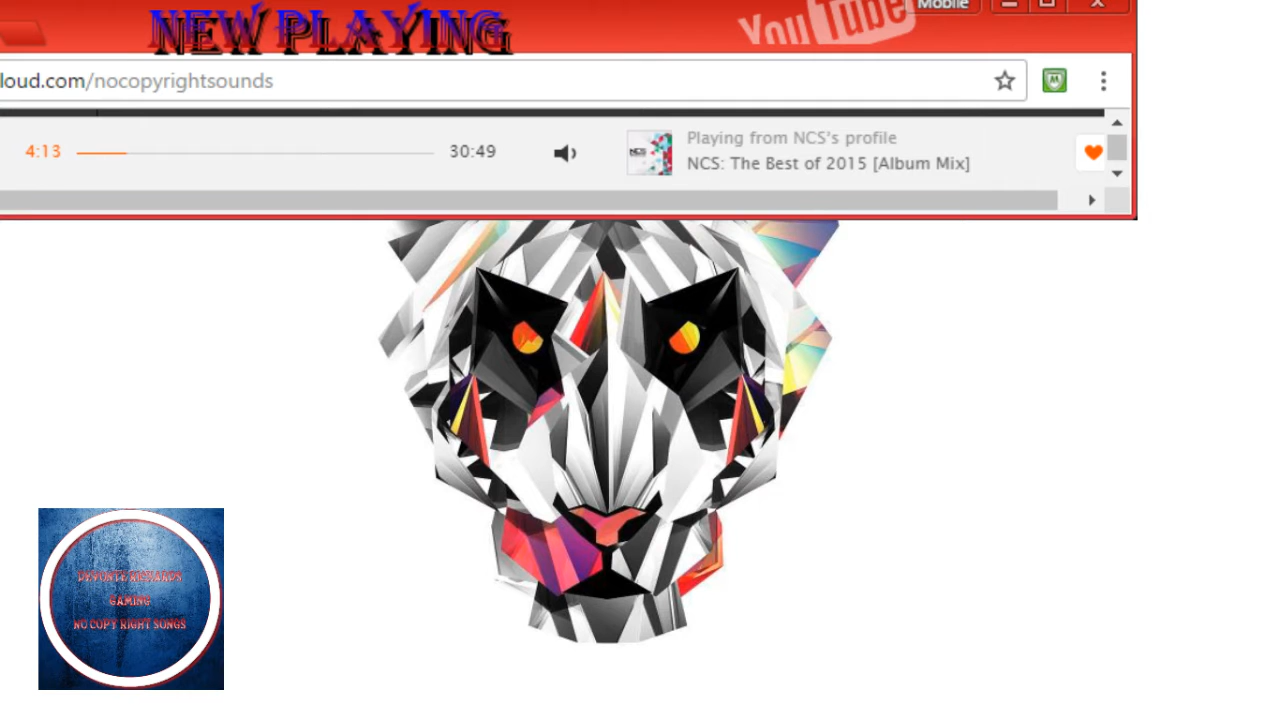 NEW PLAYING
YouTube
Mobile
loud.com/nocopyrightsounds
4:13
30:49
NCS
Playing from NCS's profile
NCS: The Best of 2015 [Album Mix]
DEVONTE RICHARDS
GAMING
NO COPY RIGHT SONGS